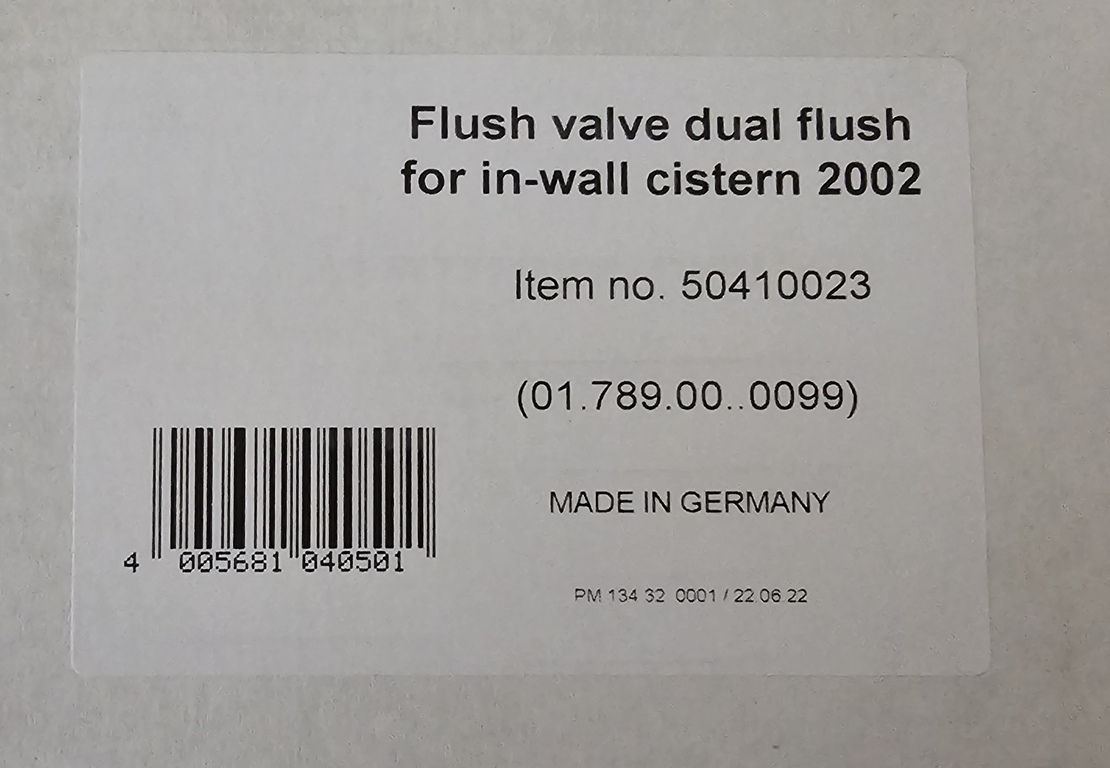 Flush valve dual flush
for in-wall cistern 2002
Item no. 50410023
(01.789.00..0099)
MADE IN GERMANY
4 005681 040501
PM 134 32 0001 / 22 06 22